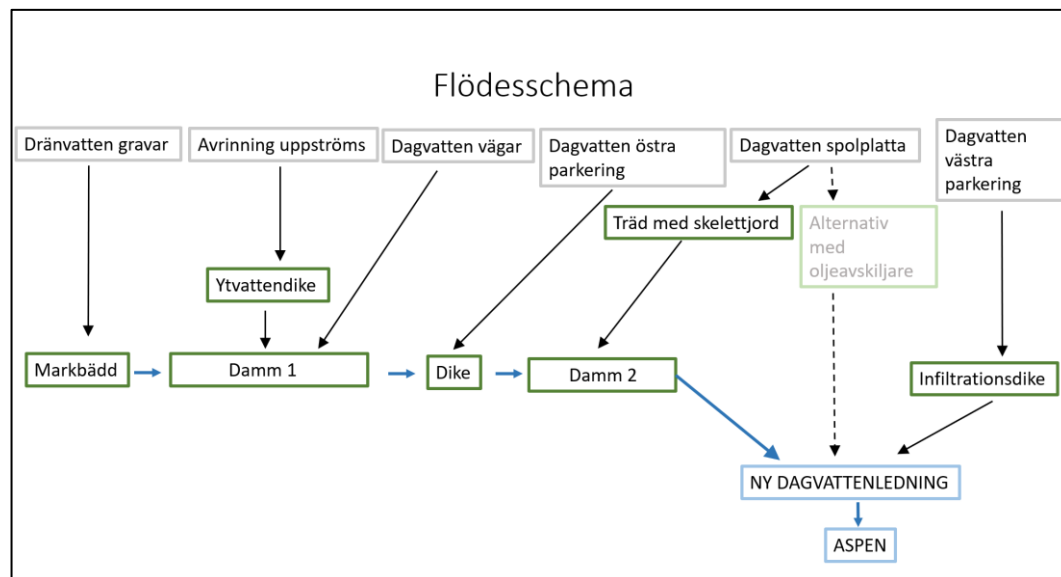 Flödesschema
Dränvatten gravar
Avrinning uppströms
Dagvatten vägar
Dagvatten östra
parkering
Dagvatten spolplatta
Dagvatten
västra
parkering
Träd med skelettjord
Alternativ
med
oljeavskiljare
Ytvattendike
Markbädd
Damm 1
Dike
Damm 2
Infiltrationsdike
NY DAGVATTENLEDNING
ASPEN